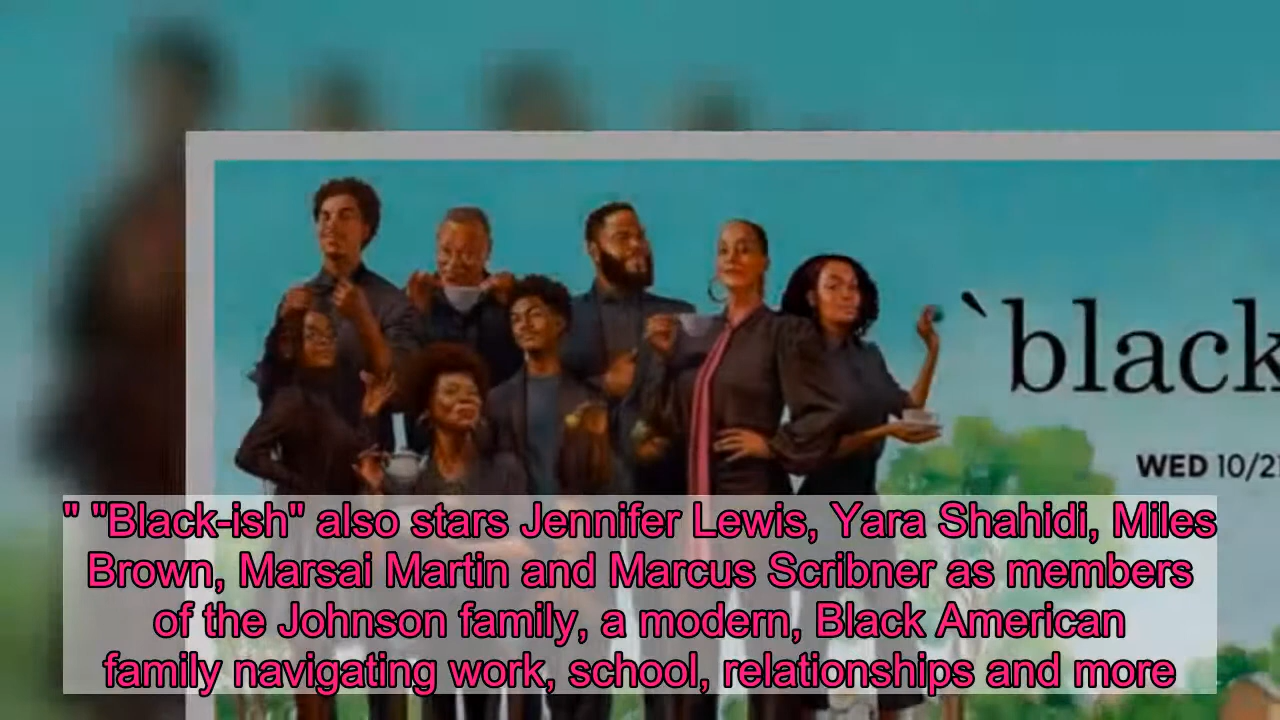 `black
WED 10/21
" "Black-ish" also stars Jennifer Lewis, Yara Shahidi, Miles
Brown, Marsai Martin and Marcus Scribner as members
of the Johnson family, a modern, Black American
family navigating work, school, relationships and more